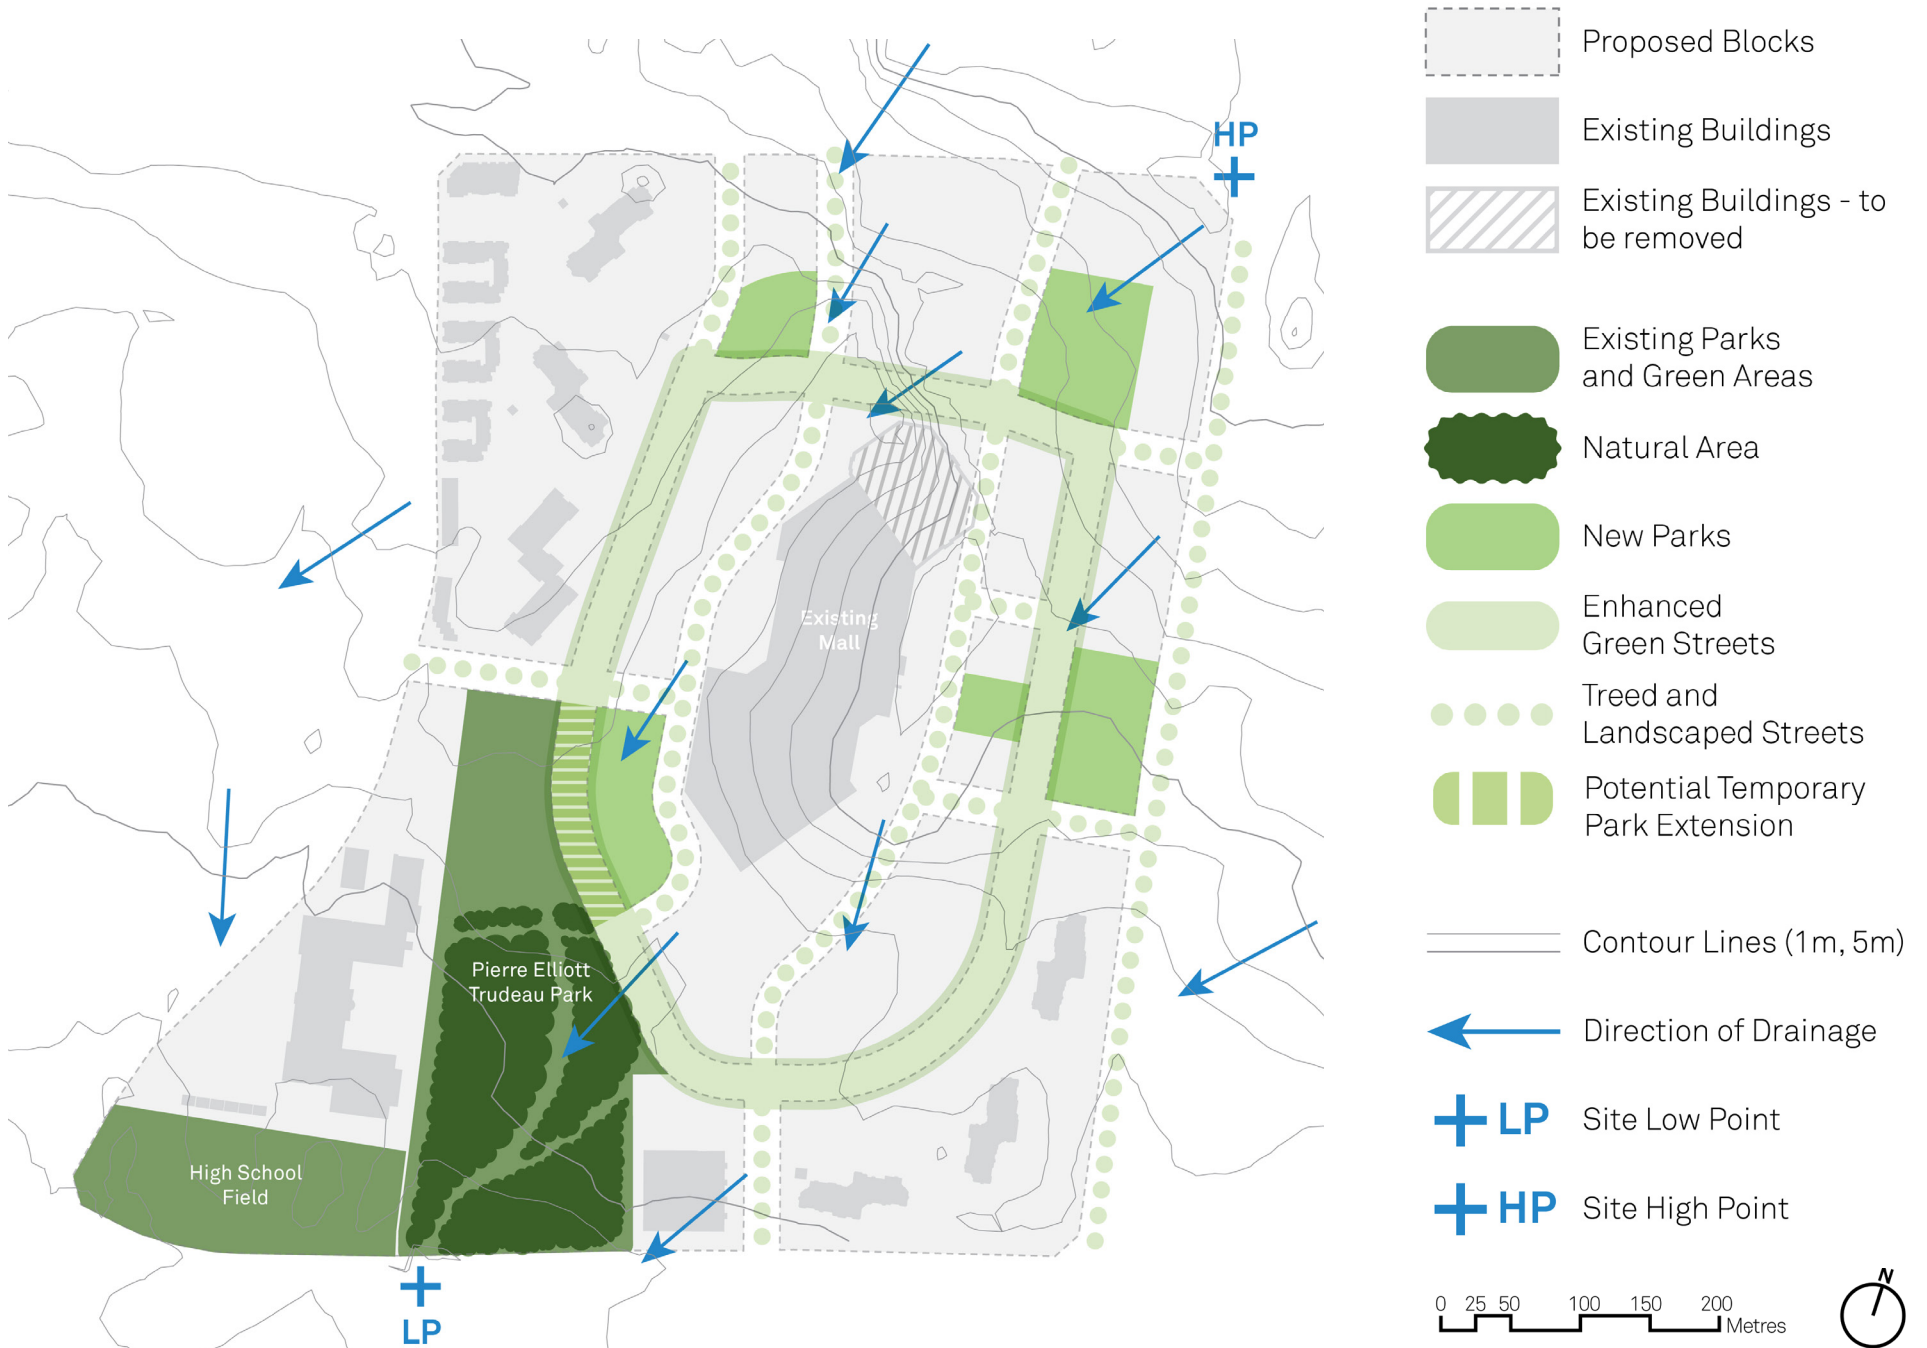 HP
Existing
Mall
Pierre Elliott
Trudeau Park
High School
Field
LP
Proposed Blocks
Existing Buildings
Existing Buildings - to
be removed
Existing Parks
and Green Areas
Natural Area
New Parks
Enhanced
Green Streets
Treed and
Landscaped Streets
Potential Temporary
Park Extension
Contour Lines (1m, 5m)
Direction of Drainage
LP Site Low Point
HP Site High Point
0 25 50 100 150 200
Metres
N